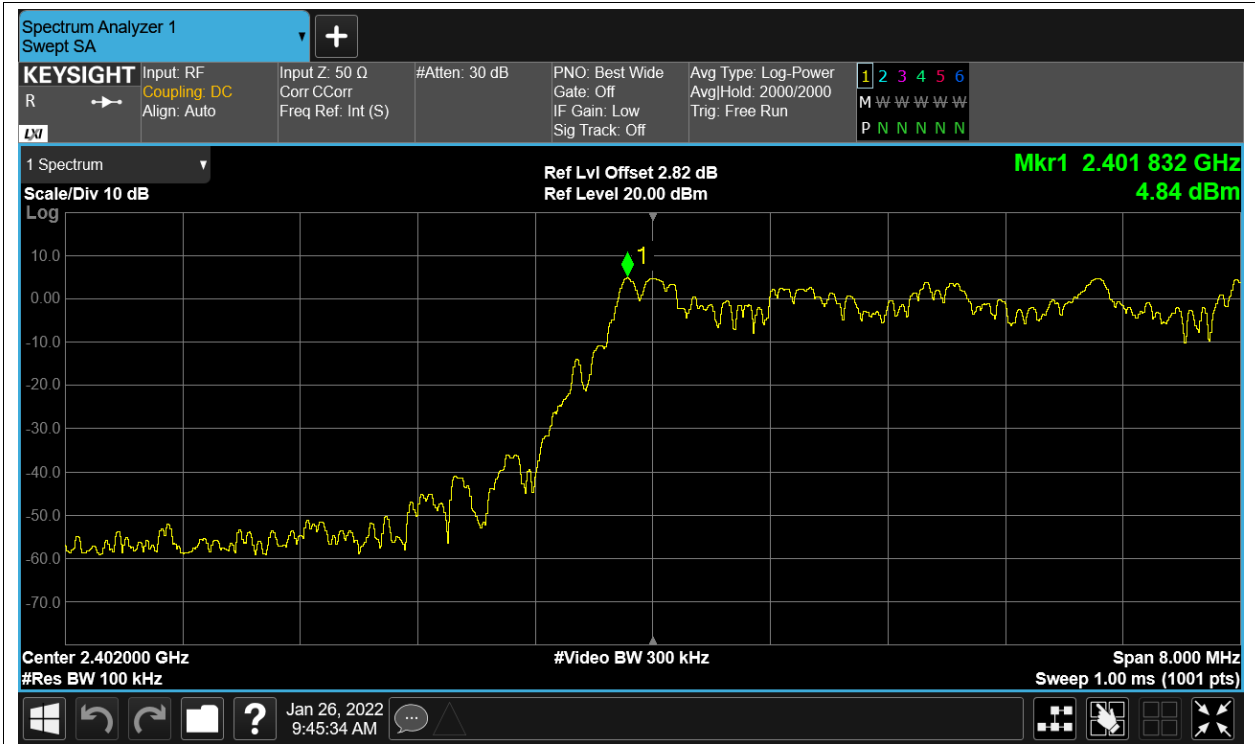 Spectrum Analyzer 1
Swept SA
KEYSIGHT
R
LXI
Input: RF
Coupling: DC
Align: Auto
Input Z: 50 Ω
Corr CCorr
Freq Ref: Int (S)
#Atten: 30 dB
PNO: Best Wide
Gate: Off
IF Gain: Low
Sig Track: Off
Avg Type: Log-Power
Avg|Hold: 2000/2000
Trig: Free Run
1 2 3 4 5 6
M W W W W W
P N N N N N
1 Spectrum
Scale/Div 10 dB
Log
Ref Lvl Offset 2.82 dB
Ref Level 20.00 dBm
Mkr1 2.401 832 GHz
4.84 dBm
1
10.0
0.00
-10.0
-20.0
-30.0
-40.0
-50.0
-60.0
-70.0
Center 2.402000 GHz
#Res BW 100 kHz
#Video BW 300 kHz
Span 8.000 MHz
Sweep 1.00 ms (1001 pts)
?
Jan 26, 2022
9:45:34 AM